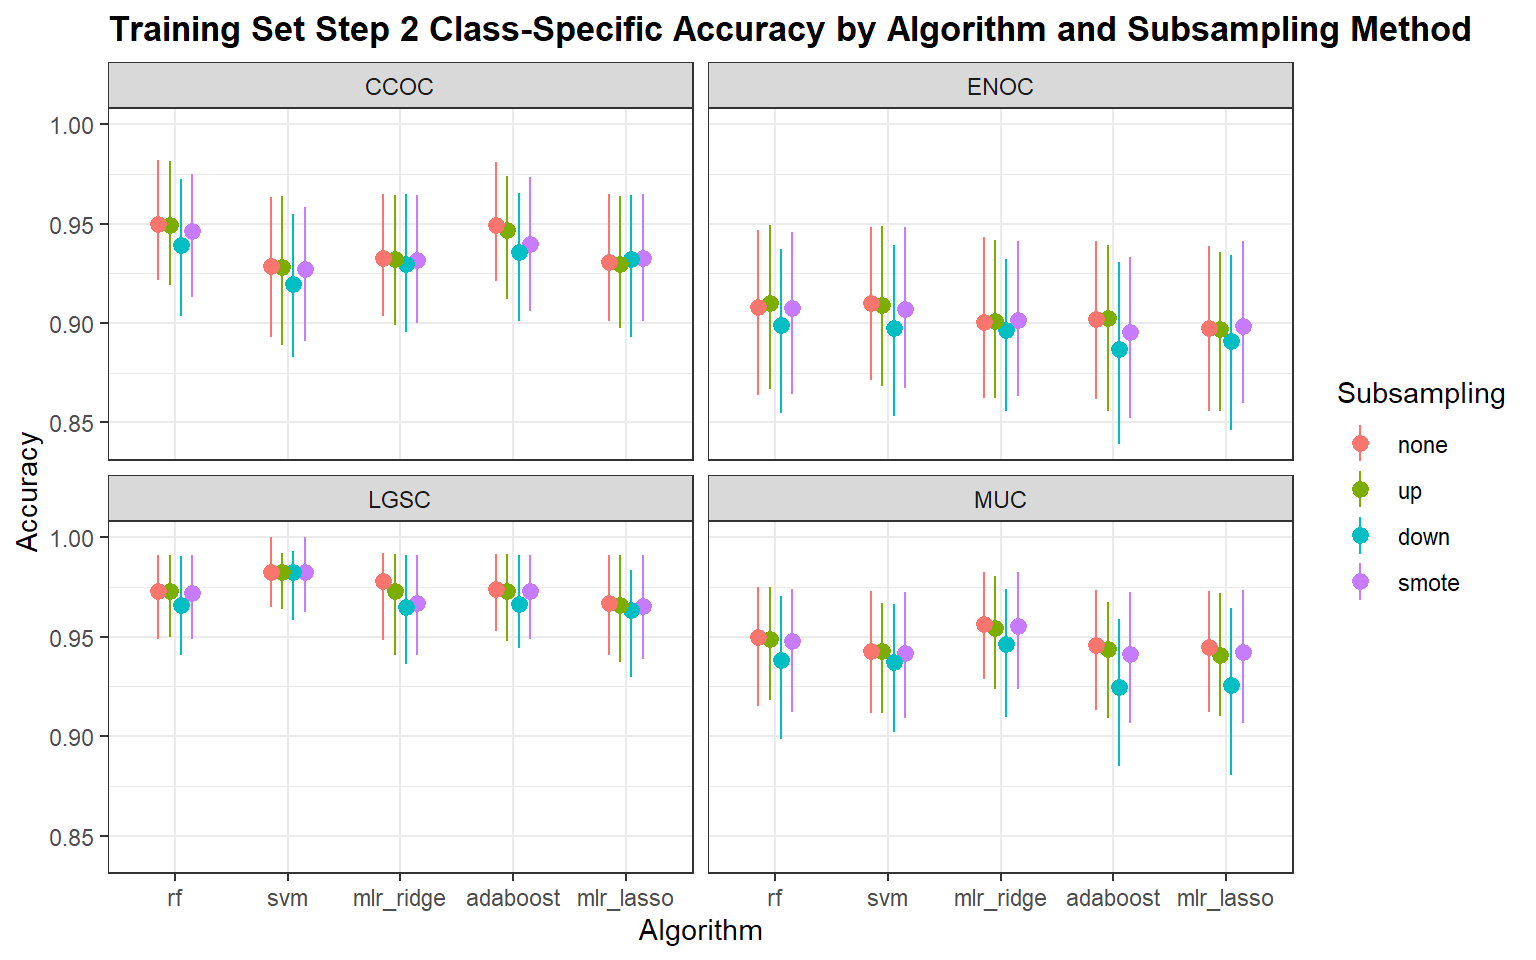 Training Set Step 2 Class-Specific Accuracy by Algorithm and Subsampling Method
CCOC
ENOC
1.00
0.95
0.90
0.85
LGSC
MUC
1.00
0.95
0.90
0.85
Accuracy
rf svm mlr_ridge adaboost mlr_lasso
rf svm mlr_ridge adaboost mlr_lasso
Algorithm
Subsampling
none
up
down
smote